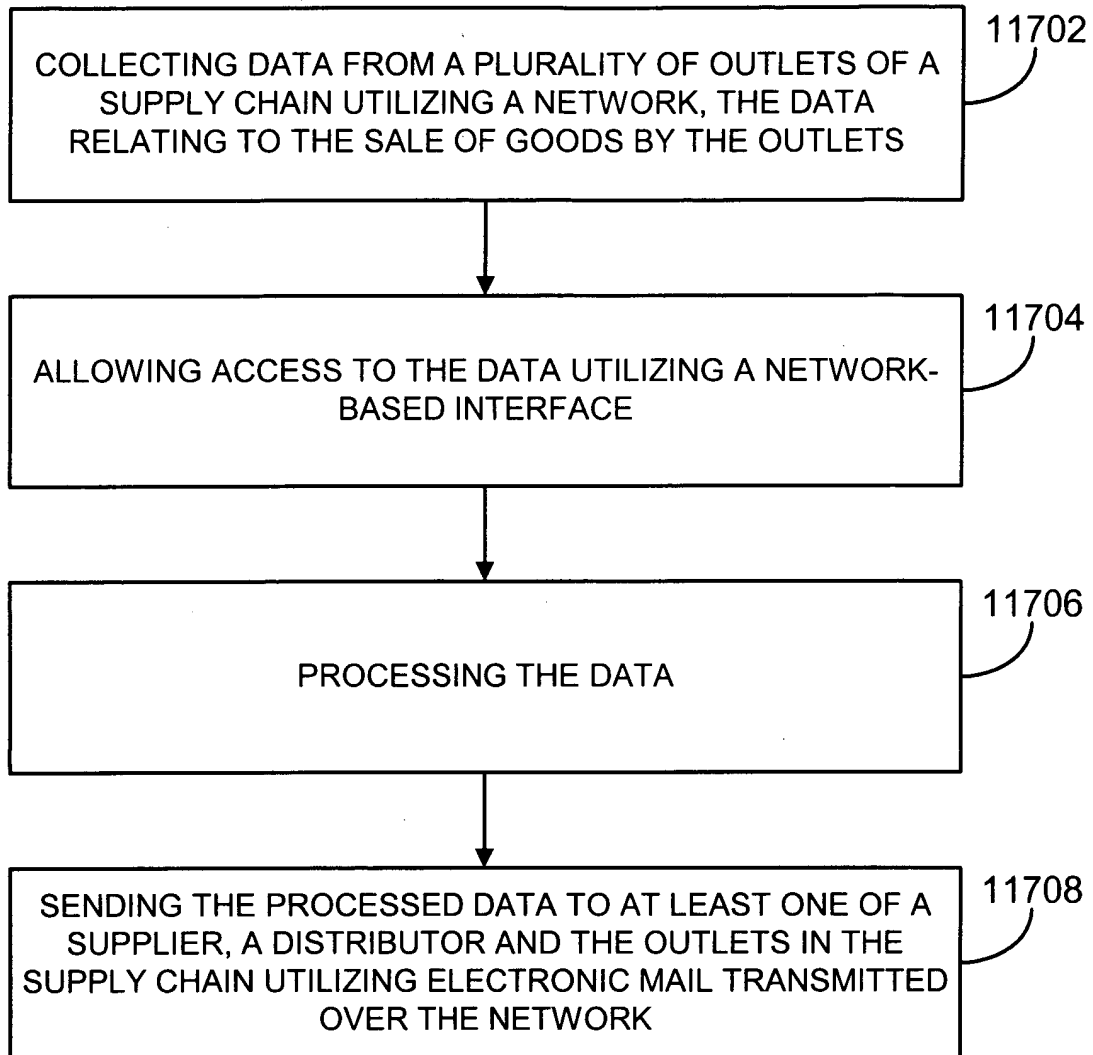 11702
COLLECTING DATA FROM A PLURALITY OF OUTLETS OF A
SUPPLY CHAIN UTILIZING A NETWORK, THE DATA
RELATING TO THE SALE OF GOODS BY THE OUTLETS
11704
ALLOWING ACCESS TO THE DATA UTILIZING A NETWORK-
BASED INTERFACE
11706
PROCESSING THE DATA
11708
SENDING THE PROCESSED DATA TO AT LEAST ONE OF A
SUPPLIER, A DISTRIBUTOR AND THE OUTLETS IN THE
SUPPLY CHAIN UTILIZING ELECTRONIC MAIL TRANSMITTED
OVER THE NETWORK